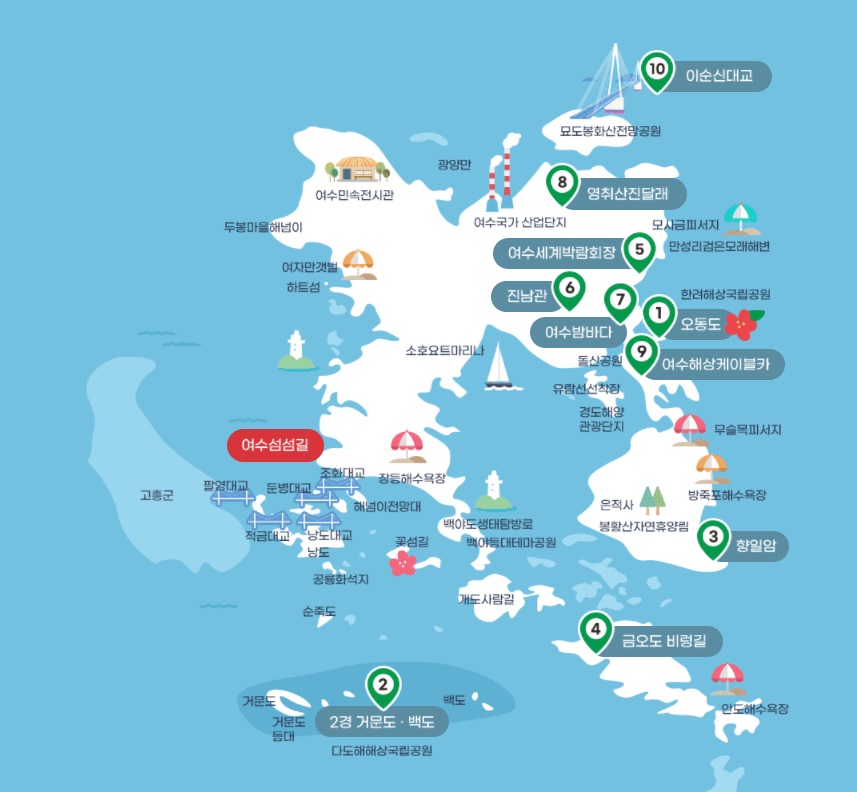 10 이순신대교
묘도봉화산전망공원
광양만
8 영취산진달래
여수민속전시관
여수국가 산업단지
두봉마을해넘이
모사금피서지
만성리검은모래해변
여수세계박람회장 5
여자만갯벌
하트섬
진남관 6
7
여수밤바다
한려해상국립공원
1 오동도
소호요트마리나
돌산공원
9 여수해상케이블카
유람선선착장
경도해양
관광단지
무슬목피서지
여수섬섬길
조화대교
장등해수욕장
팔영대교
둔병대교
고흥군
해넘이전망대
방죽포해수욕장
은적사
봉황산자연휴양림
적금대교
낭도대교
낭도
백야도생태탐방로
백야등대테마공원
꽃섬길
3 향일암
공룡화석지
개도사람길
순죽도
4 금오도 비렁길
2
거문도
백도
거문도
등대
2경 거문도 · 백도
안도해수욕장
다도해해상국립공원